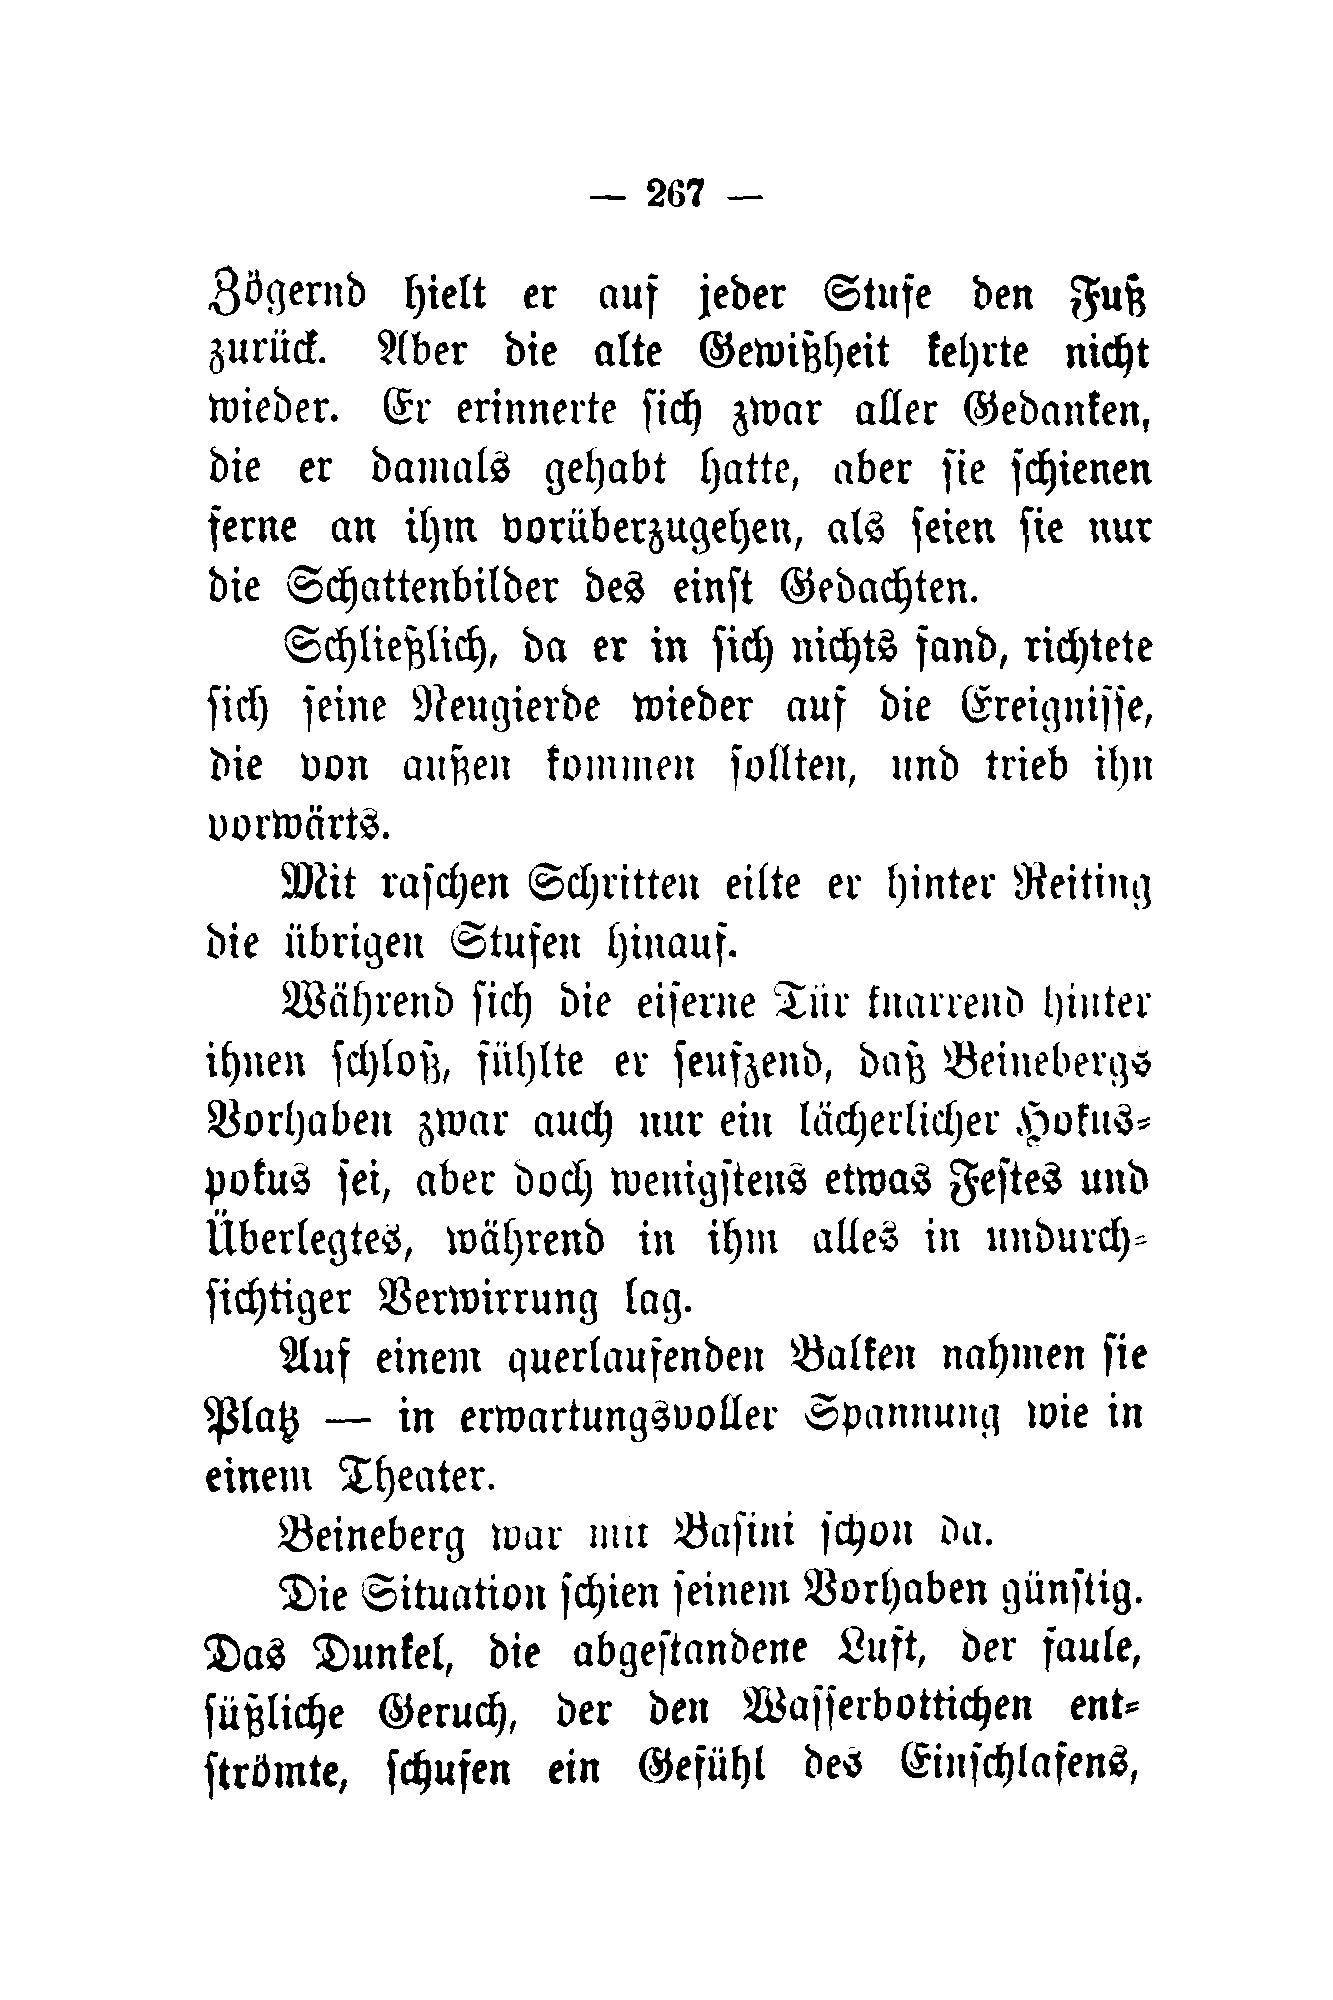 — 267 —
Zögernd hielt er auf jeder Stufe den Fuß
zurück. Aber die alte Gewißheit kehrte nicht
wieder. Er erinnerte sich zwar aller Gedanken,
die er damals gehabt hatte, aber sie schienen
ferne an ihm vorüberzugehen, als seien sie nur
die Schattenbilder des einst Gedachten.
Schließlich, da er in sich nichts fand, richtete
sich seine Neugierde wieder auf die Ereignisse,
die von außen kommen sollten, und trieb ihn
vorwärts.
Mit raschen Schritten eilte er hinter Reiting
die übrigen Stufen hinauf.
Während sich die eiserne Tür knarrend hinter
ihnen schloß, fühlte er seufzend, daß Beinebergs
Vorhaben zwar auch nur ein lächerlicher Hokus-
pokus sei, aber doch wenigstens etwas Festes und
Überlegtes, während in ihm alles in undurch-
sichtiger Verwirrung lag.
Auf einem querlaufenden Balken nahmen sie
Platz — in erwartungsvoller Spannung wie in
einem Theater.
Beineberg war mit Basini schon da.
Die Situation schien seinem Vorhaben günstig.
Das Dunkel, die abgestandene Luft, der faule,
süßliche Geruch, der den Wasserbottichen ent-
strömte, schufen ein Gefühl des Einschlafens,